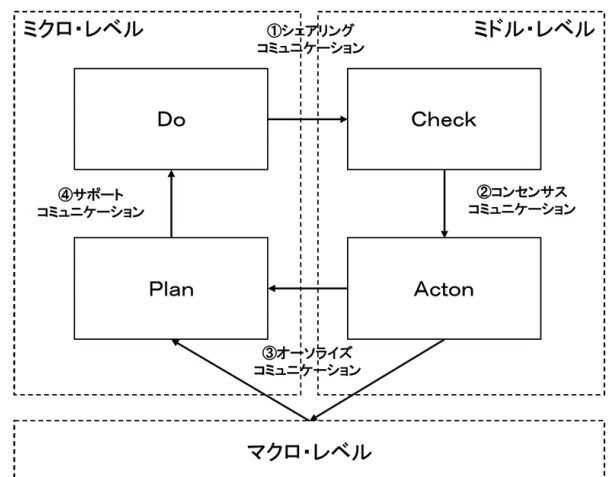 ミクロ・レベル
①シェアリング
コミュニケーション
ミドル・レベル
Do
Check
④サポート
コミュニケーション
②コンセンサス
コミュニケーション
Plan
Acton
③オーソライズ
コミュニケーション
マクロ・レベル